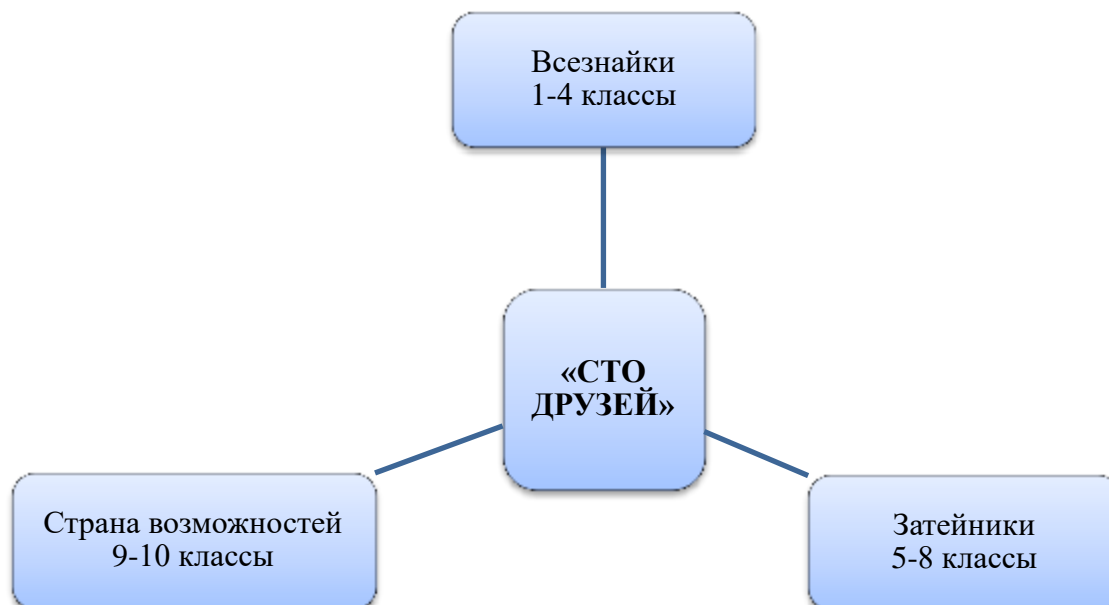 Всезнайки
1-4 классы
«СТО
ДРУЗЕЙ»
Страна возможностей
9-10 классы
Затейники
5-8 классы